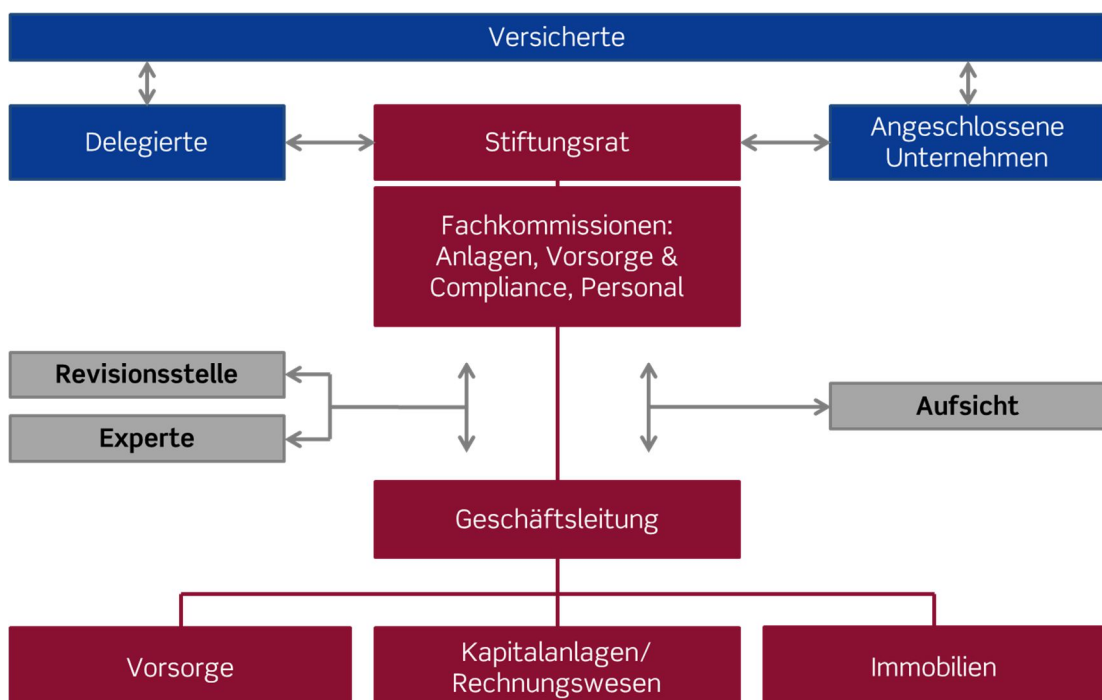 Versicherte
Delegierte
Stiftungsrat
Angeschlossene
Unternehmen
Fachkommissionen:
Anlagen, Vorsorge &
Compliance, Personal
Revisionsstelle
Experte
Aufsicht
Geschäftsleitung
Vorsorge
Kapitalanlagen/
Rechnungswesen
Immobilien